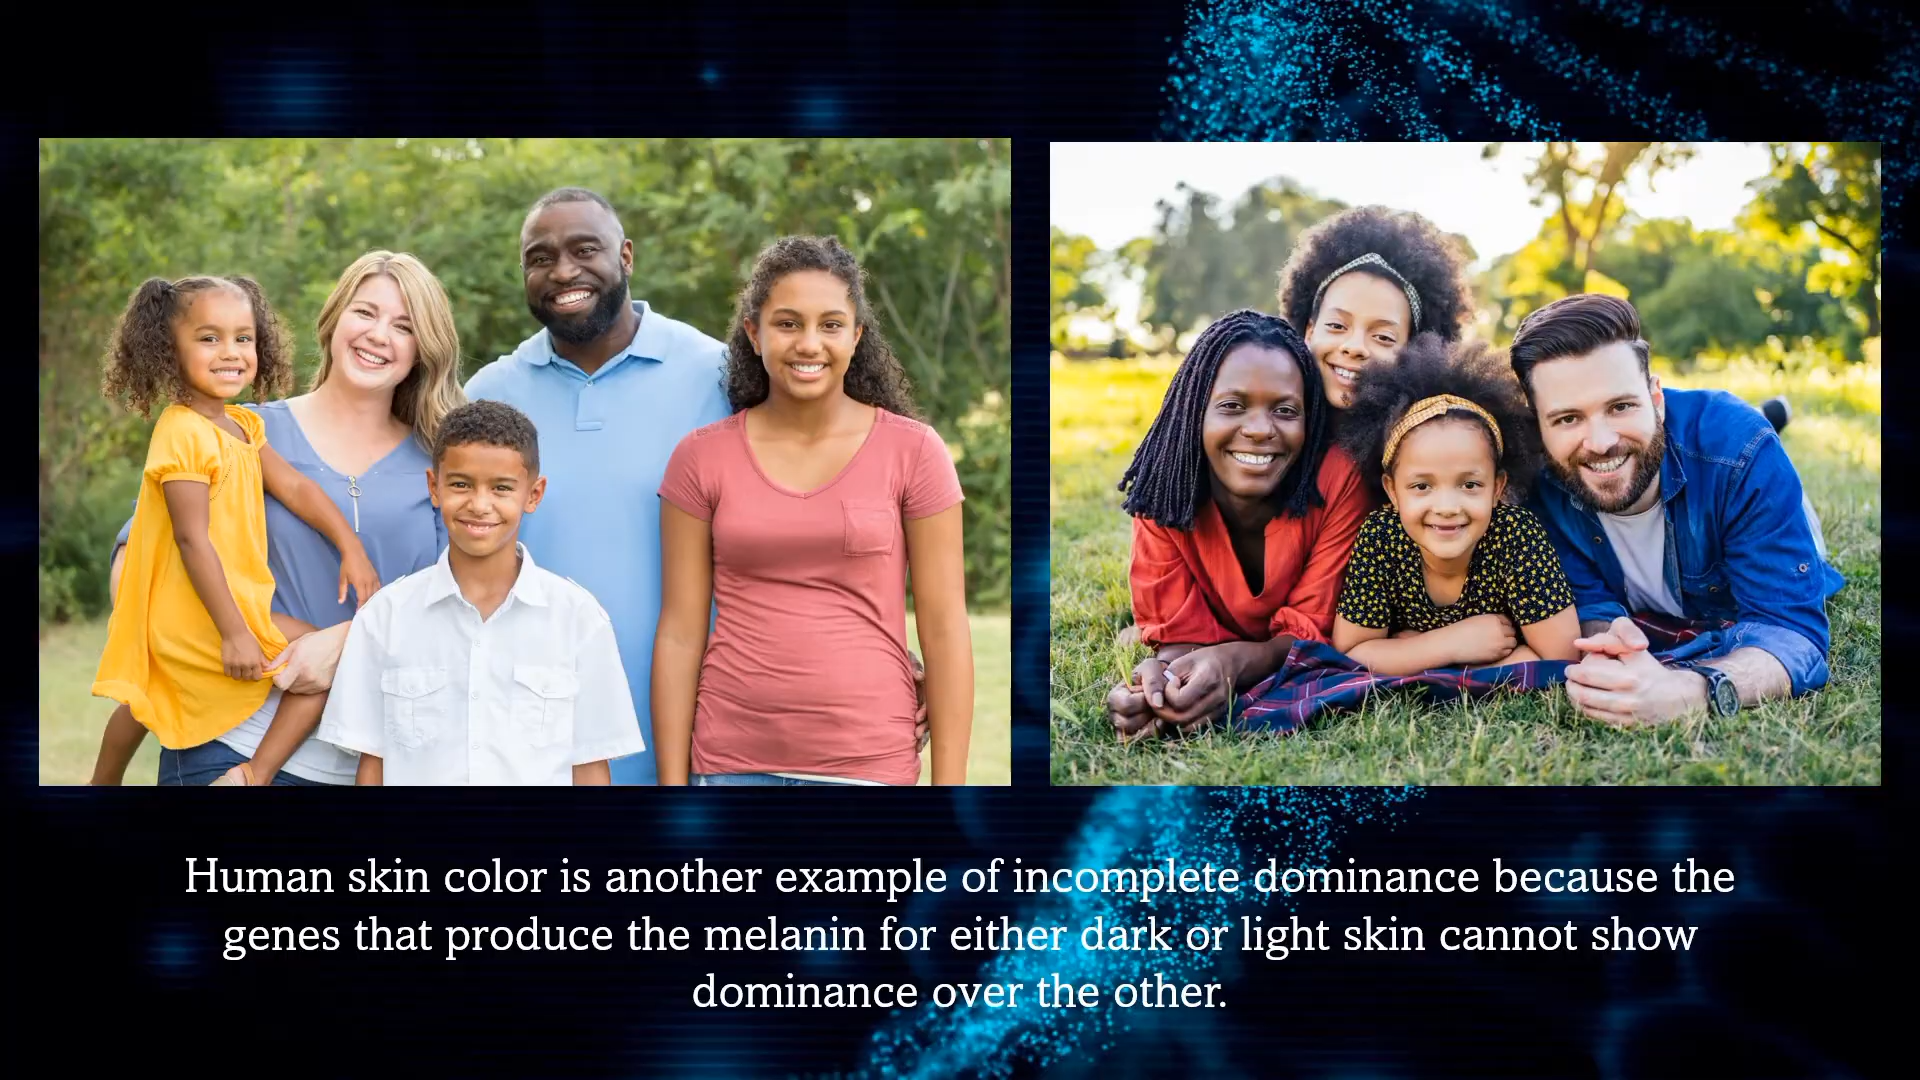 Human skin color is another example of incomplete dominance because the
genes that produce the melanin for either dark or light skin cannot show
dominance over the other.